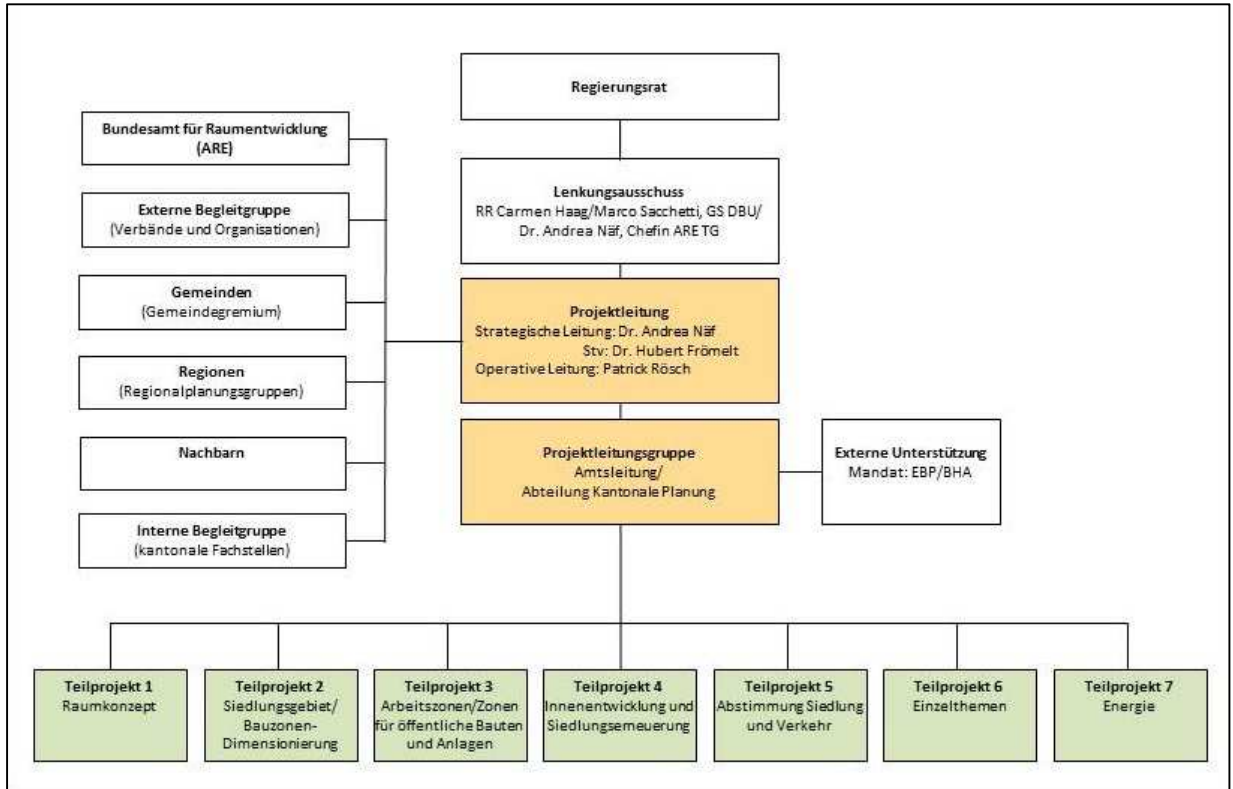 Regierungsrat
Bundesamt für Raumentwicklung
(ARE)
Externe Begleitgruppe
(Verbände und Organisationen)
Gemeinden
(Gemeindegremium)
Regionen
(Regionalplanungsgruppen)
Nachbarn
Interne Begleitgruppe
(kantonale Fachstellen)
Lenkungsausschuss
RR Carmen Haag/Marco Sacchetti, GS DBU/
Dr. Andrea Näf, Chefin ARE TG
Projektleitung
Strategische Leitung: Dr. Andrea Näf
Stv: Dr. Hubert Frömelt
Operative Leitung: Patrick Rösch
Projektleitungsgruppe
Amtsleitung/
Abteilung Kantonale Planung
Externe Unterstützung
Mandat: EBP/BHA
Teilprojekt 1
Raumkonzept
Teilprojekt 2
Siedlungsgebiet/
Bauzonen-
Dimensionierung
Teilprojekt 3
Arbeitszonen/Zonen
für öffentliche Bauten
und Anlagen
Teilprojekt 4
Innenentwicklung und
Siedlungserneuerung
Teilprojekt 5
Abstimmung Siedlung
und Verkehr
Teilprojekt 6
Einzelthemen
Teilprojekt 7
Energie